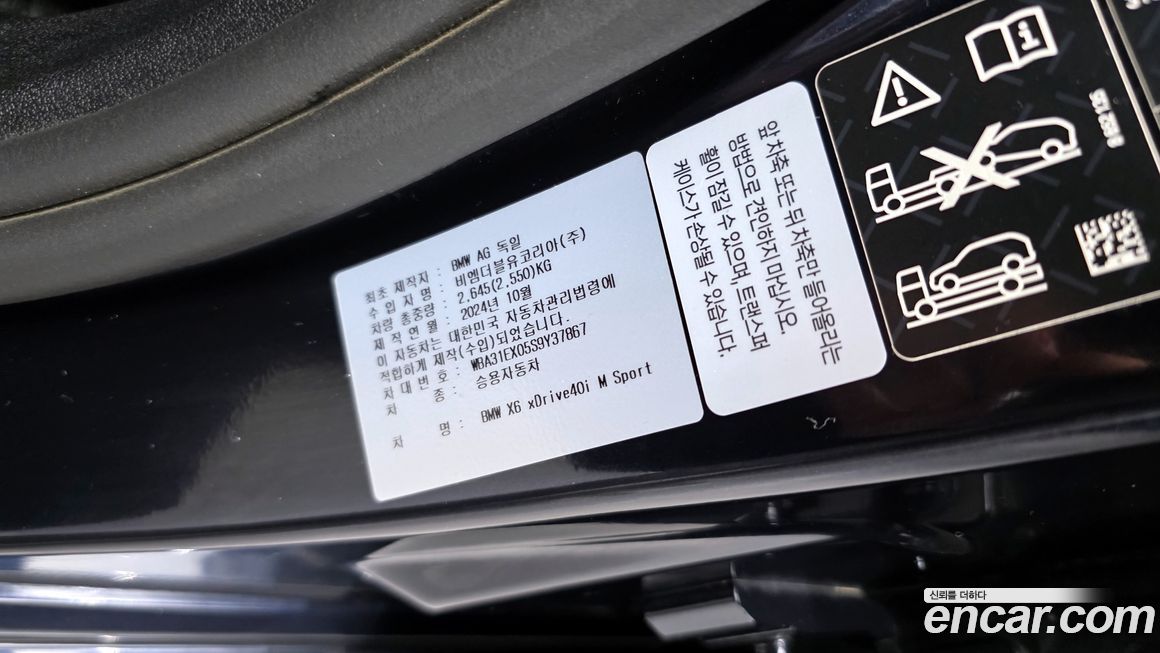 최초 제작자 : BMW AG 독일
수 입 자 명 : 비엠더블유코리아(주)
차량 총중량 : 2,645(2,550)KG
제 작 연 월 : 2024년 10월
이 자동차는 대한민국 자동차관리법령에
적합하게 제작(수입)되었습니다.
차 대 번 호 : WBA31EX05S9Y37867
차 종 : 승용자동차
차 명 : BMW X6 xDrive40i M Sport
앞 차축 또는 뒤 차축만 들어올리는
방법으로 견인하지 마십시오.
휠이 잠길 수 있으며, 트랜스퍼
케이스가 손상될 수 있습니다.
신뢰를 더하다
encar.com